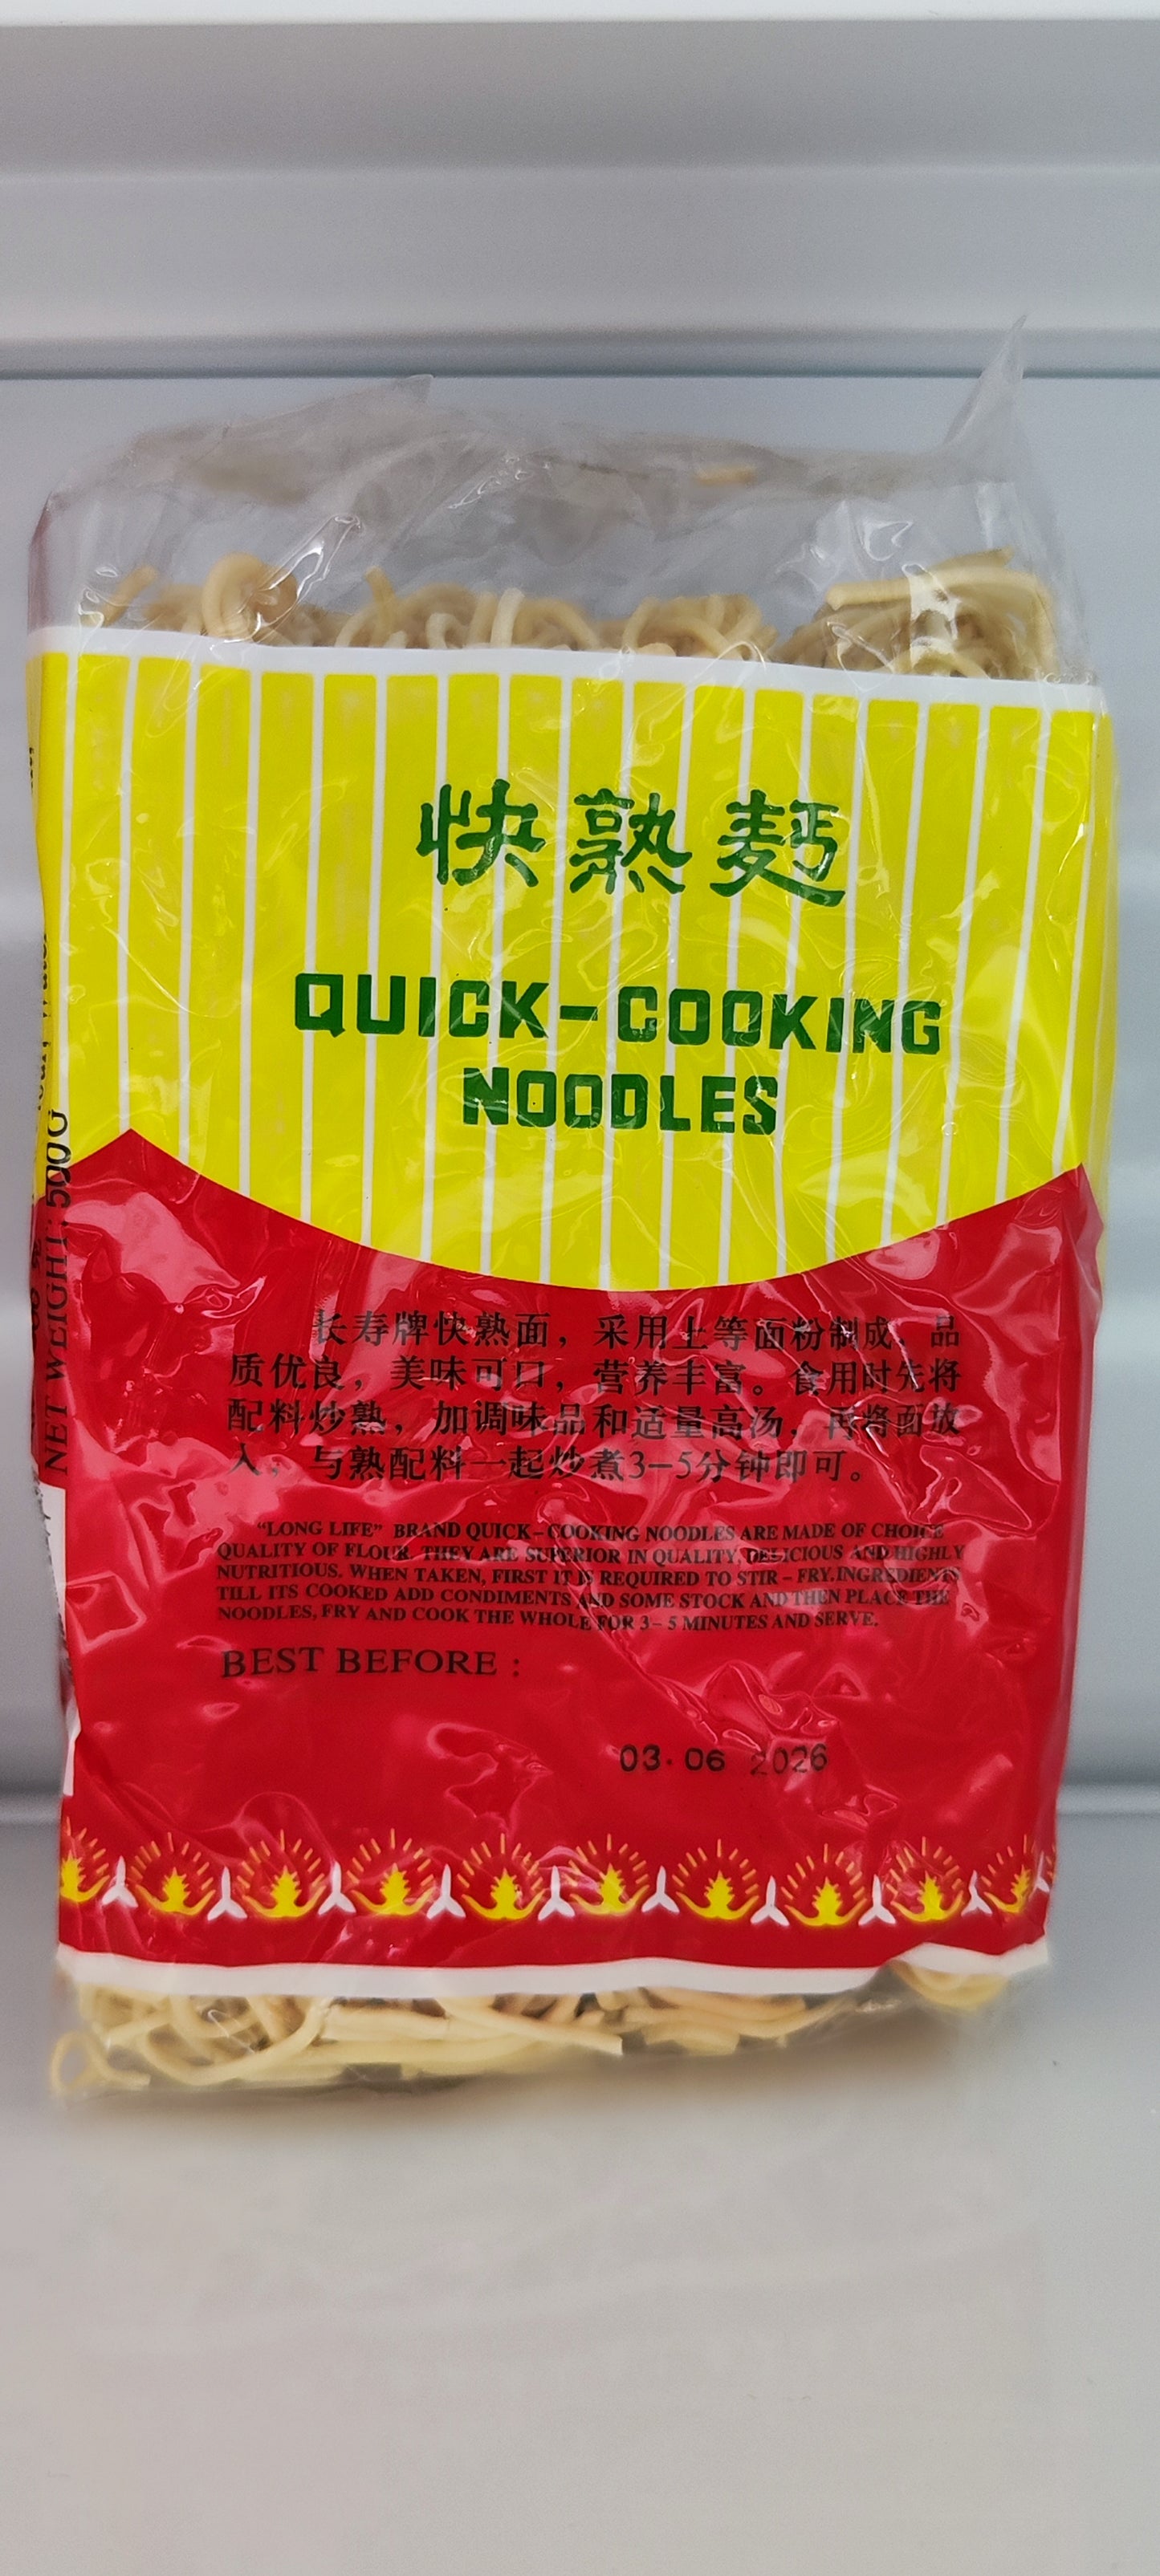 快熟麵
QUICK-COOKING
NOODLES
长寿牌快熟面，采用上等面粉制成，品
质优良，美味可口，营养丰富。食用时先将
配料炒熟，加调味品和适量高汤，再将面放
入，与熟配料一起炒煮3-5分钟即可。
"LONG LIFE" BRAND QUICK-COOKING NOODLES ARE MADE OF CHOICE
QUALITY OF FLOUR. THEY ARE SUPERIOR IN QUALITY, DELICIOUS AND HIGHLY
NUTRITIOUS. WHEN TAKEN, FIRST IT IS REQUIRED TO STIR-FRY.INGREDIENTS
TILL ITS COOKED ADD CONDIMENTS AND SOME STOCK AND THEN PLACE THE
NOODLES, FRY AND COOK THE WHOLE FOR 3-5 MINUTES AND SERVE.
BEST BEFORE :
03.06 2026
NET WEIGHT: 500G